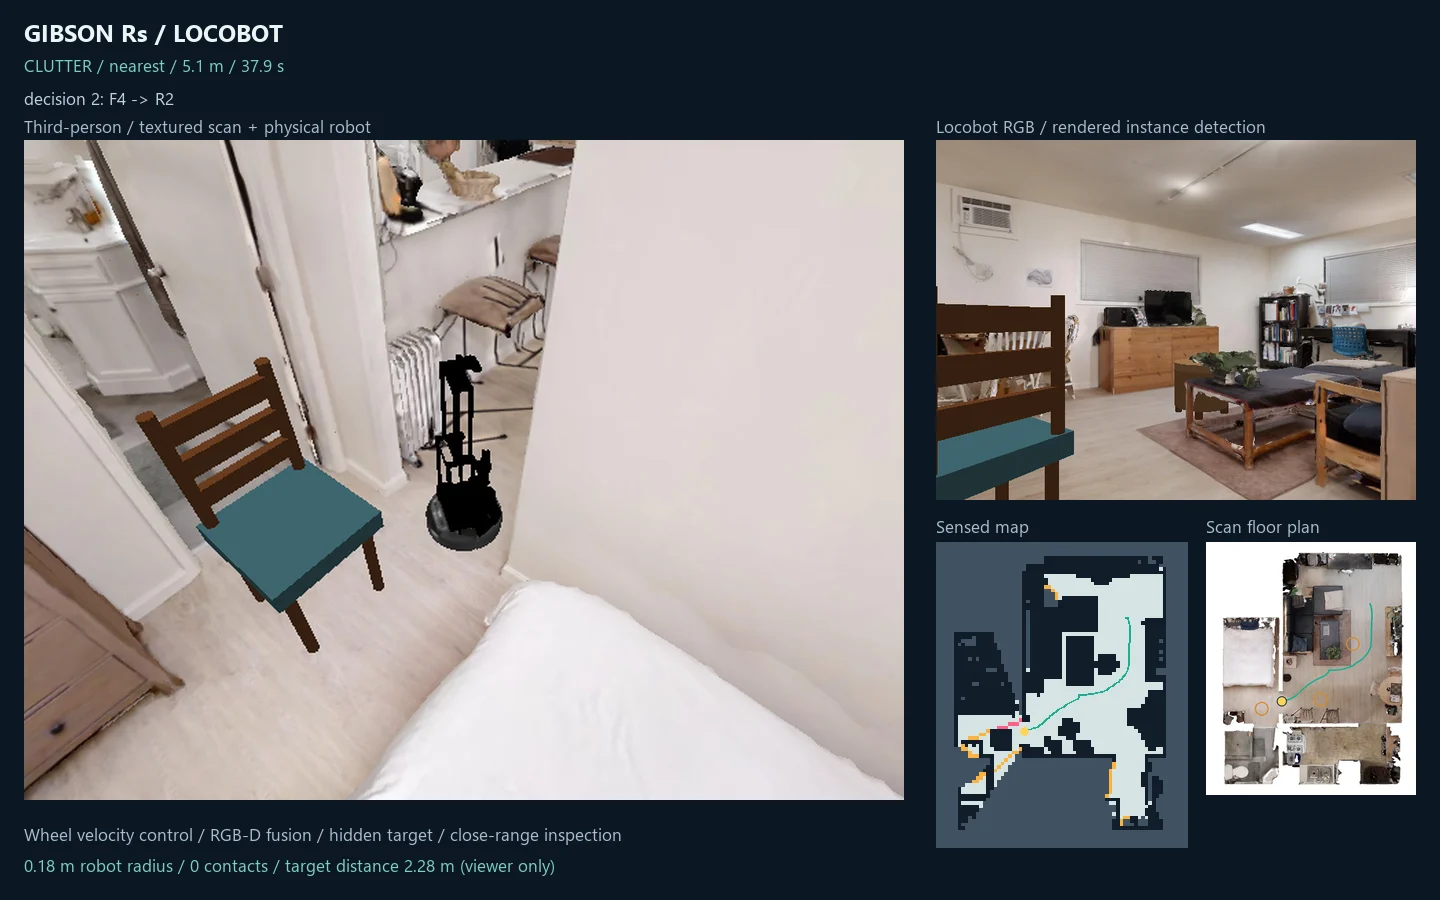 GIBSON Rs / LOCOBOT
CLUTTER / nearest / 5.1 m / 37.9 s
decision 2: F4 -> R2
Third-person / textured scan + physical robot
Locobot RGB / rendered instance detection
Sensed map
Scan floor plan
Wheel velocity control / RGB-D fusion / hidden target / close-range inspection
0.18 m robot radius / 0 contacts / target distance 2.28 m (viewer only)